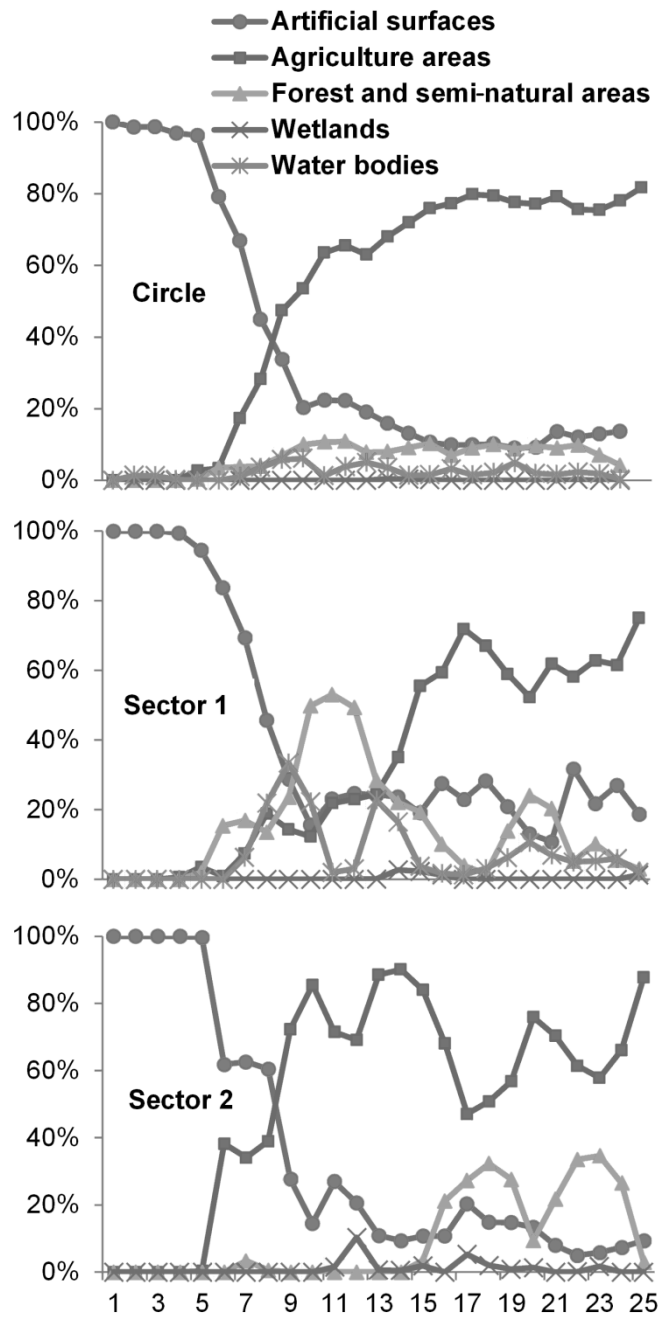 Artificial surfaces
Agriculture areas
Forest and semi-natural areas
Wetlands
Water bodies
100%
80%
60%
40%
20%
0%
Circle
100%
80%
60%
40%
20%
0%
Sector 1
100%
80%
60%
40%
20%
0%
Sector 2
1 3 5 7 9 11 13 15 17 19 21 23 25